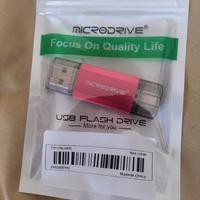 MICRODRIVE®
Focus On Quality Life
MICRODRIVE
USB FLASH DRIVE
More for you
Made in China